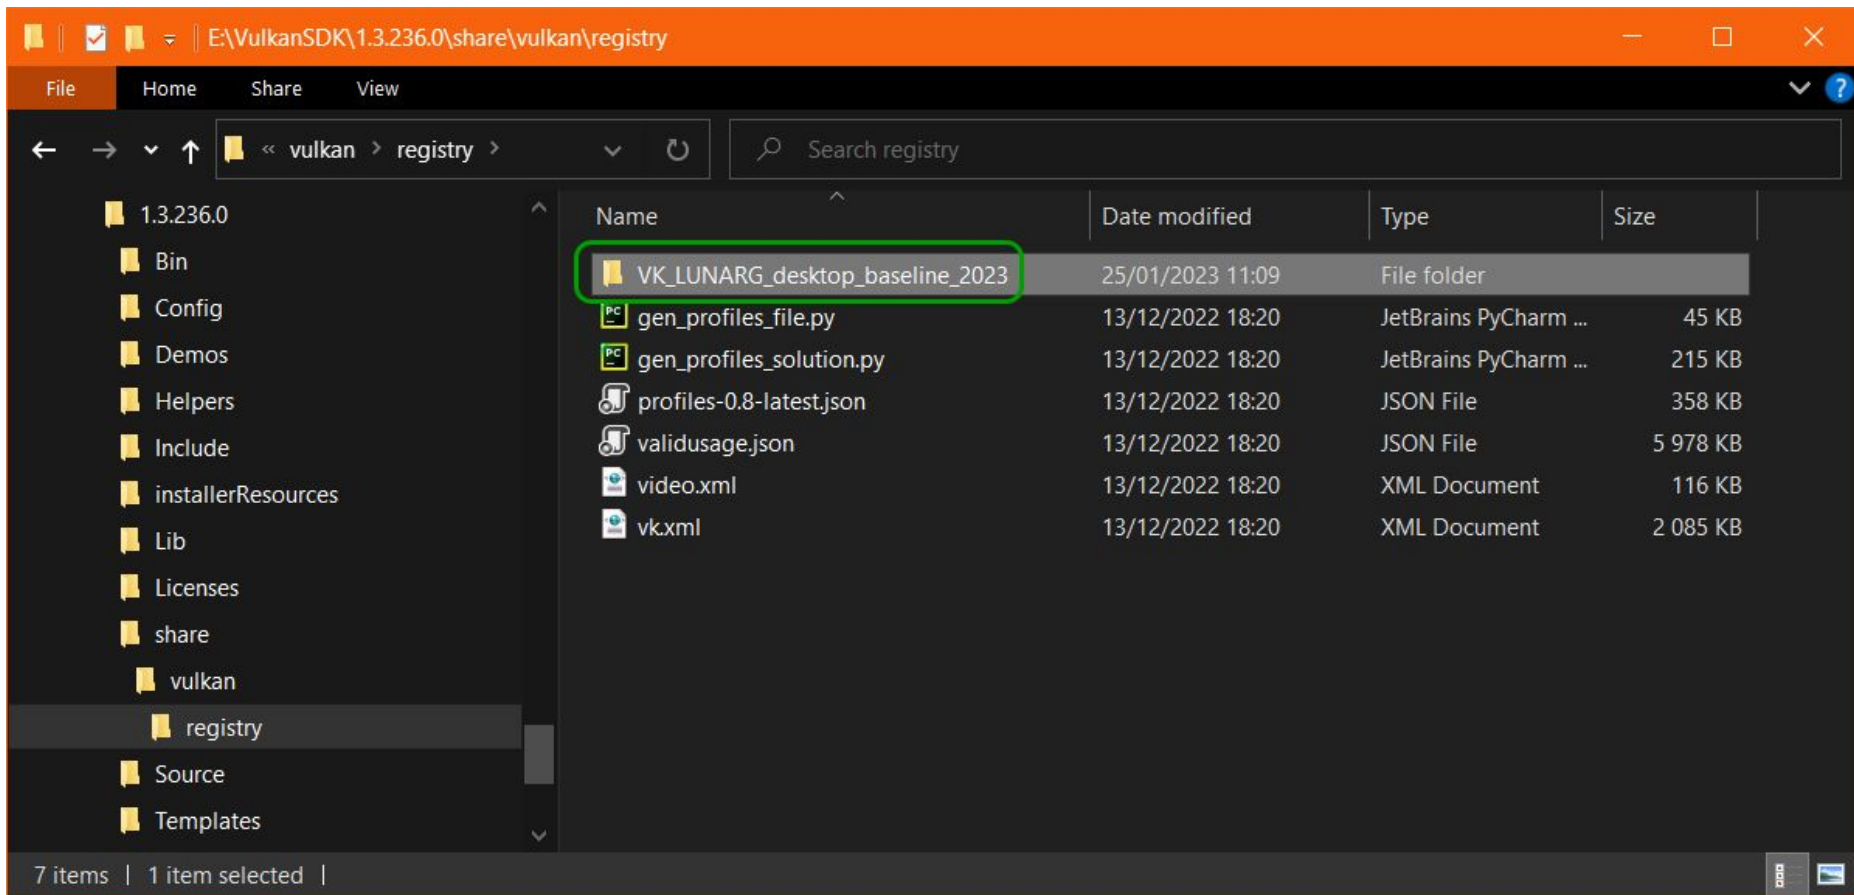 E:\VulkanSDK\1.3.236.0\share\vulkan\registry
File Home Share View
?
« vulkan > registry >
Search registry
1.3.236.0
Bin
Config
Demos
Helpers
Include
installerResources
Lib
Licenses
share
vulkan
registry
Source
Templates
Name Date modified Type Size
VK_LUNARG_desktop_baseline_2023 25/01/2023 11:09 File folder
gen_profiles_file.py 13/12/2022 18:20 JetBrains PyCharm ... 45 KB
gen_profiles_solution.py 13/12/2022 18:20 JetBrains PyCharm ... 215 KB
profiles-0.8-latest.json 13/12/2022 18:20 JSON File 358 KB
validusage.json 13/12/2022 18:20 JSON File 5 978 KB
video.xml 13/12/2022 18:20 XML Document 116 KB
vk.xml 13/12/2022 18:20 XML Document 2 085 KB
7 items | 1 item selected |